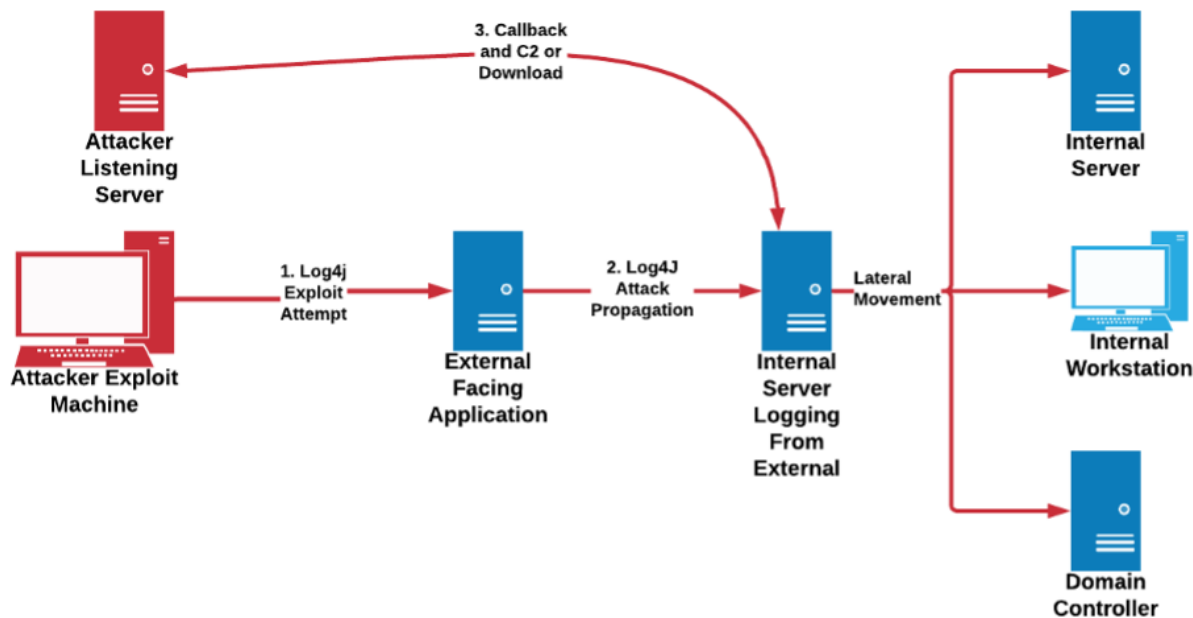 3. Callback
and C2 or
Download
Attacker
Listening
Server
Internal
Server
1. Log4j
Exploit
Attempt
2. Log4J
Attack
Propagation
Lateral
Movement
Attacker Exploit
Machine
External
Facing
Application
Internal
Server
Logging
From
External
Internal
Workstation
Domain
Controller